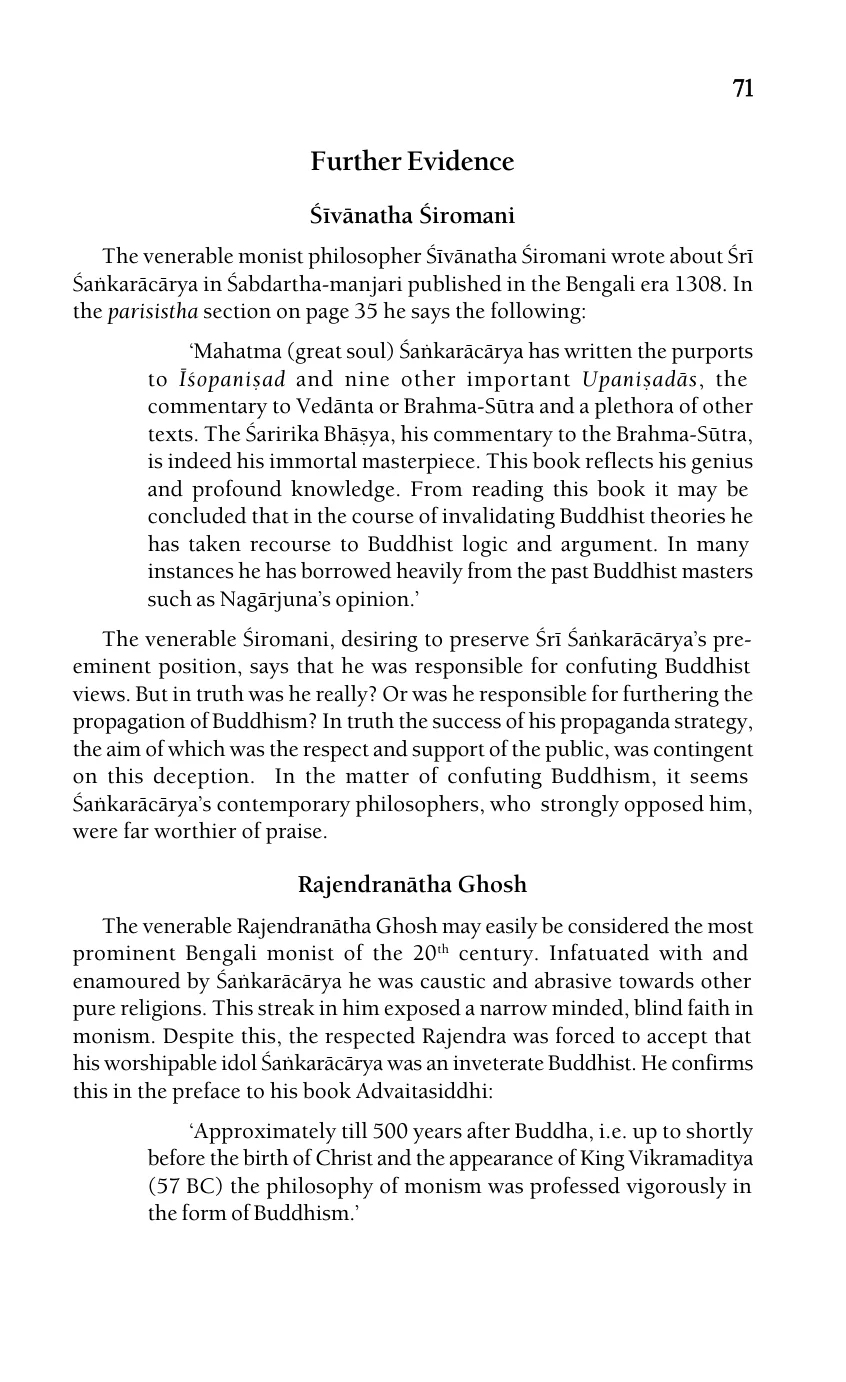 71
Further Evidence
Śīvānatha Śiromani
The venerable monist philosopher Śīvānatha Śiromani wrote about Śrī
Śaṅkarācārya in Śabdartha-manjari published in the Bengali era 1308. In
the parisistha section on page 35 he says the following:
‘Mahatma (great soul) Śaṅkarācārya has written the purports
to Īśopaniṣad and nine other important Upaniṣadās, the
commentary to Vedānta or Brahma-Sūtra and a plethora of other
texts. The Śaririka Bhāṣya, his commentary to the Brahma-Sūtra,
is indeed his immortal masterpiece. This book reflects his genius
and profound knowledge. From reading this book it may be
concluded that in the course of invalidating Buddhist theories he
has taken recourse to Buddhist logic and argument. In many
instances he has borrowed heavily from the past Buddhist masters
such as Nagārjuna’s opinion.’
The venerable Śiromani, desiring to preserve Śrī Śaṅkarācārya’s pre-
eminent position, says that he was responsible for confuting Buddhist
views. But in truth was he really? Or was he responsible for furthering the
propagation of Buddhism? In truth the success of his propaganda strategy,
the aim of which was the respect and support of the public, was contingent
on this deception. In the matter of confuting Buddhism, it seems
Śaṅkarācārya’s contemporary philosophers, who strongly opposed him,
were far worthier of praise.
Rajendranātha Ghosh
The venerable Rajendranātha Ghosh may easily be considered the most
prominent Bengali monist of the 20th century. Infatuated with and
enamoured by Śaṅkarācārya he was caustic and abrasive towards other
pure religions. This streak in him exposed a narrow minded, blind faith in
monism. Despite this, the respected Rajendra was forced to accept that
his worshipable idol Śaṅkarācārya was an inveterate Buddhist. He confirms
this in the preface to his book Advaitasiddhi:
‘Approximately till 500 years after Buddha, i.e. up to shortly
before the birth of Christ and the appearance of King Vikramaditya
(57 BC) the philosophy of monism was professed vigorously in
the form of Buddhism.’